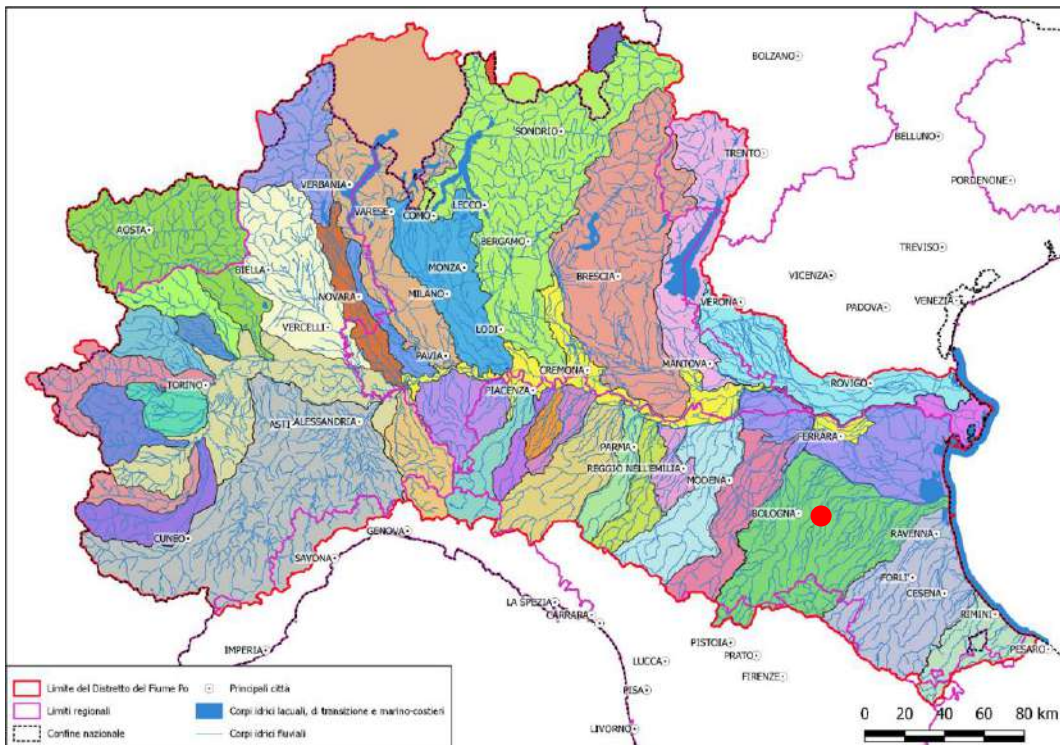 BOLZANO
SONDRIO
BELLUNO
TRENTO
PORDENONE
VERBANIA
LECCO
VARESE
COMO
AOSTA
BERGAMO
TREVISO
BIELLA
MONZA
BRESCIA
VICENZA
NOVARA
MILANO
VERONA
PADOVA
VENEZIA
VERCELLI
LODI
PAVIA
CREMONA
MANTOVA
TORINO
PIACENZA
ROVIGO
ASTI
ALESSANDRIA
FERRARA
PARMA
REGGIO NELL'EMILIA
MODENA
BOLOGNA
CUNEO
GENOVA
RAVENNA
SAVONA
FORLI'
CESENA
LA SPEZIA
CARRARA
RIMINI
IMPERIA
PISTOIA
PESARO
PRATO
LUCCA
FIRENZE
PISA
LIVORNO
Limite del Distretto del Fiume Po
Principali città
Limiti regionali
Corpi idrici lacuali, di transizione e marino-costieri
Confine nazionale
Corpi idrici fluviali
0 20 40 60 80 km